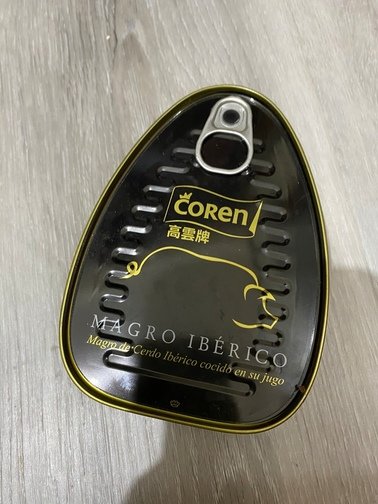 COREN
高雲牌
MAGRO IBÉRICO
Magro de Cerdo Ibérico cocido en su jugo